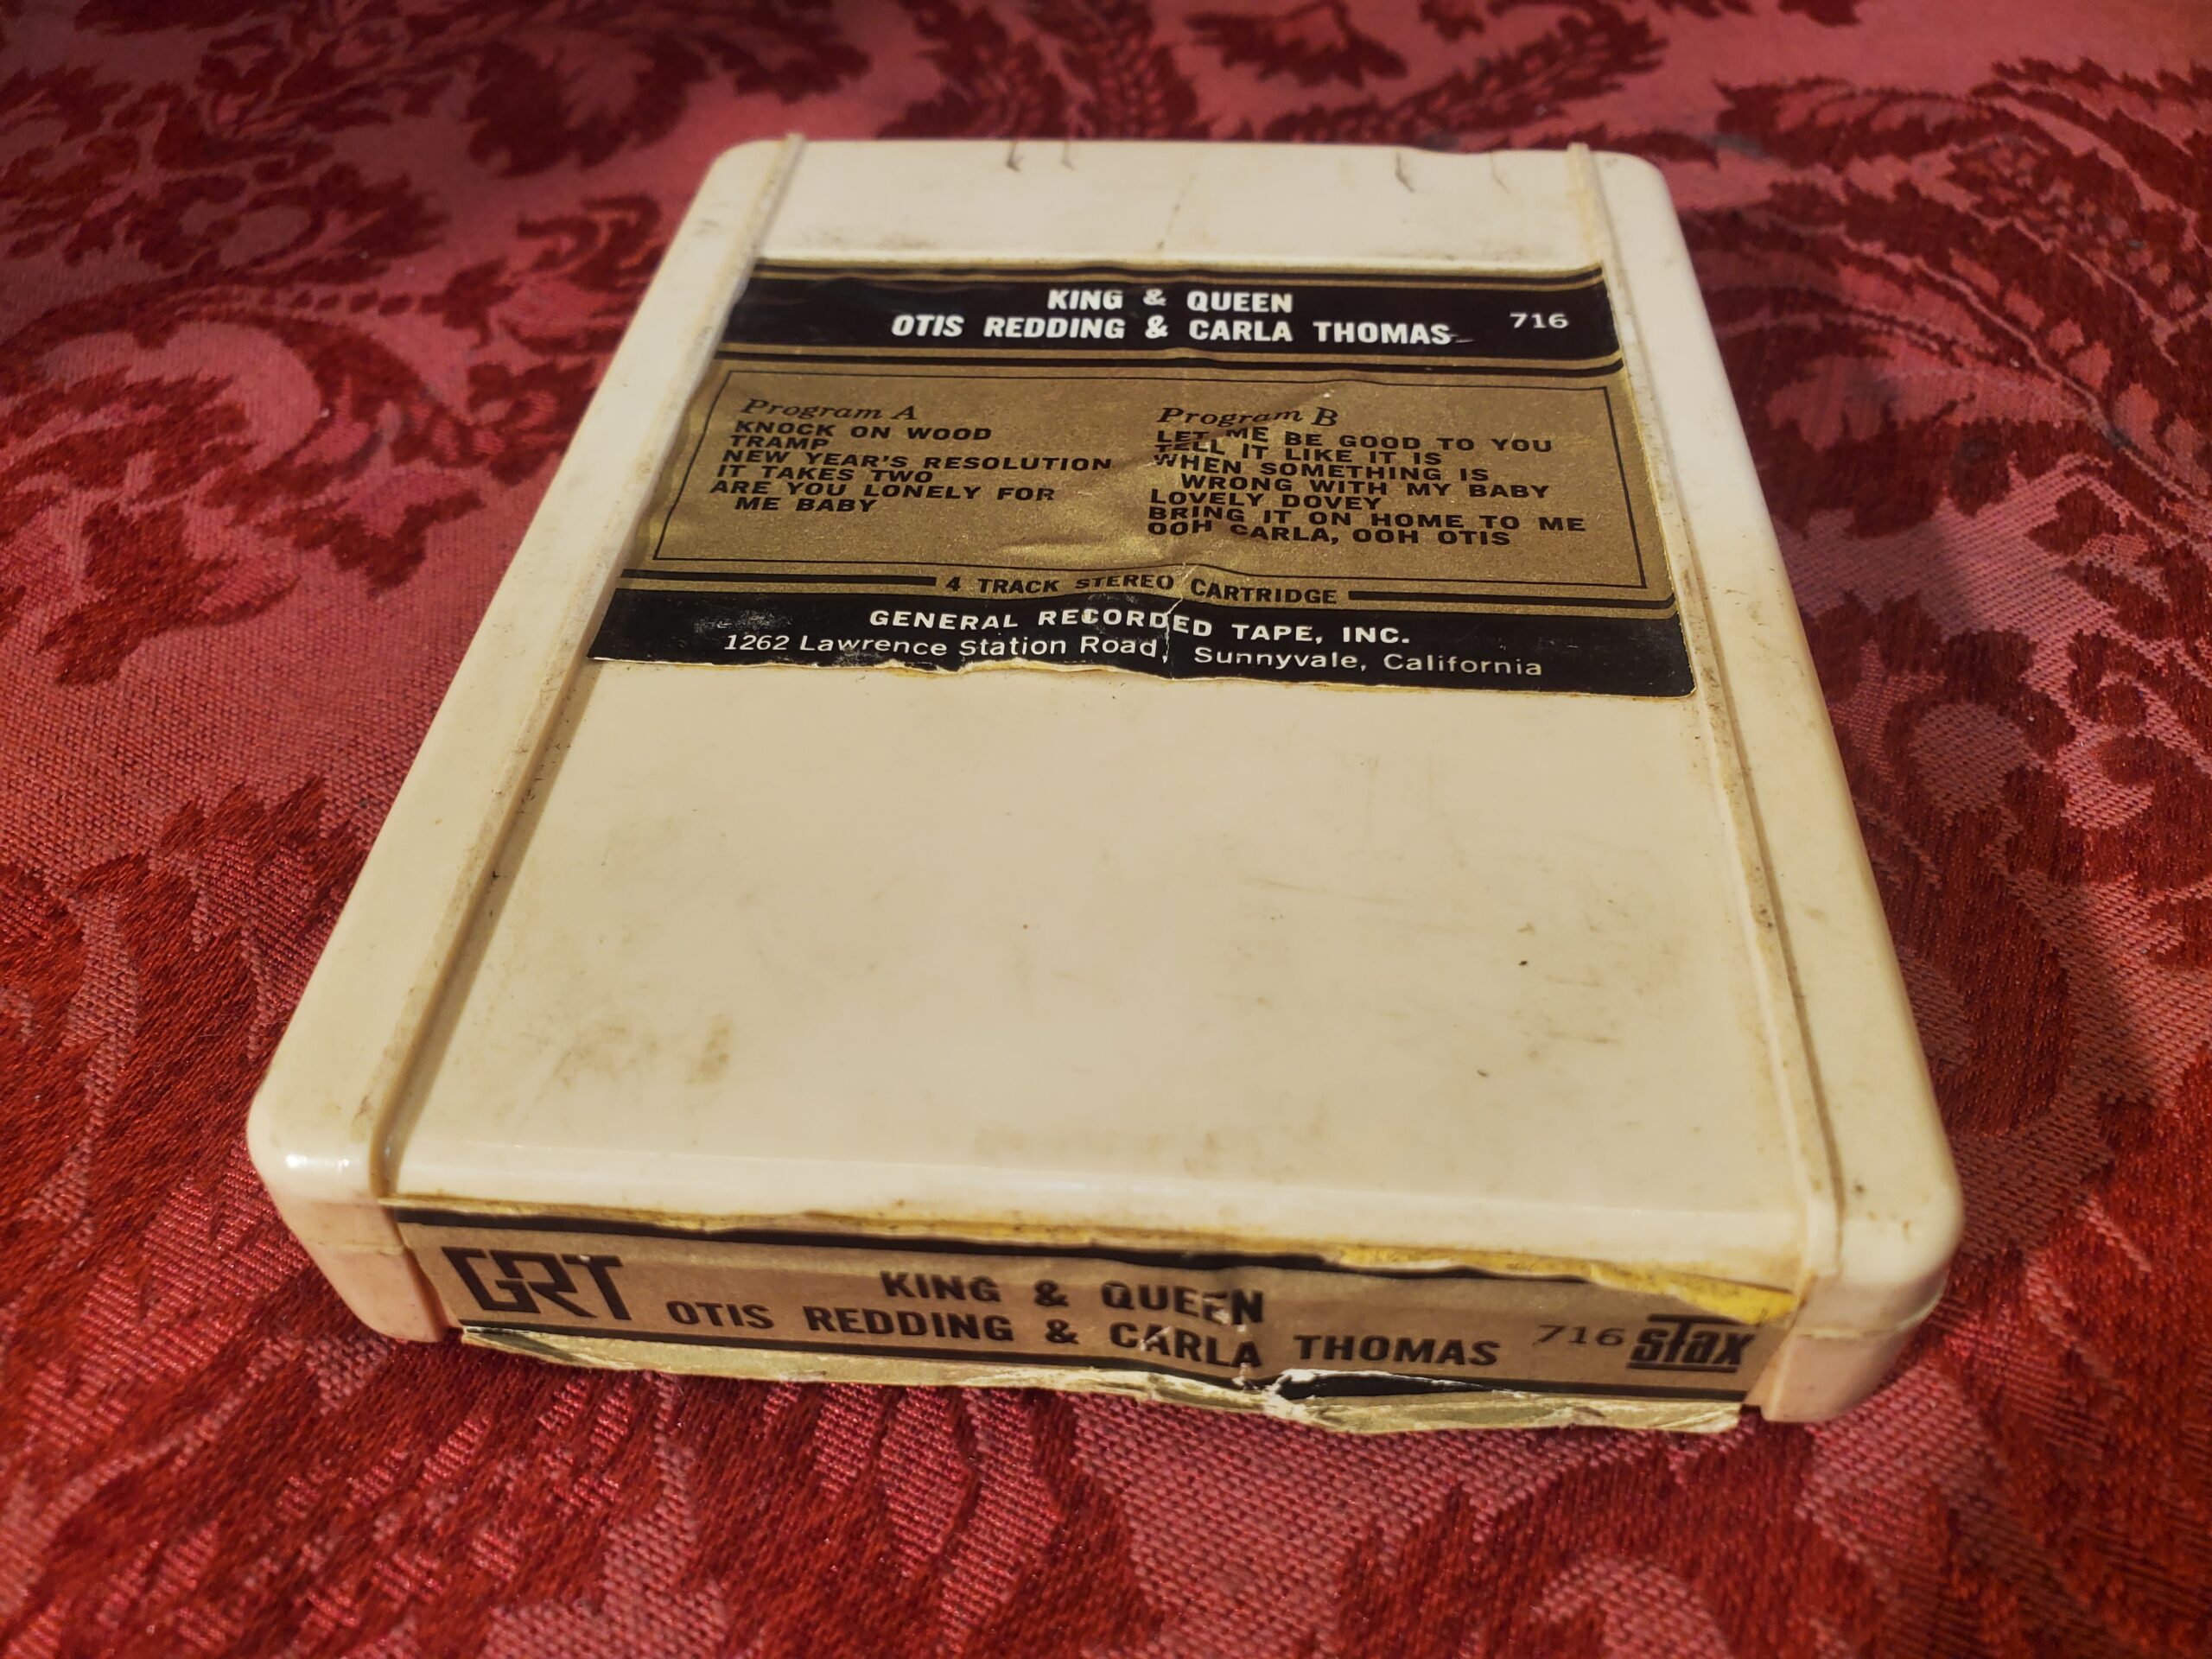 KING & QUEEN
OTIS REDDING & CARLA THOMAS
716
Program A
KNOCK ON WOOD
TRAMP
NEW YEAR'S RESOLUTION
IT TAKES TWO
ARE YOU LONELY FOR
ME BABY
Program B
LET ME BE GOOD TO YOU
TELL IT LIKE IT IS
WHEN SOMETHING IS
WRONG WITH MY BABY
LOVELY DOVEY
BRING IT ON HOME TO ME
OOH CARLA, OOH OTIS
4 TRACK STEREO CARTRIDGE
GENERAL RECORDED TAPE, INC.
1262 Lawrence Station Road, Sunnyvale, California
GRT
KING & QUEEN
OTIS REDDING & CARLA THOMAS
716
Stax